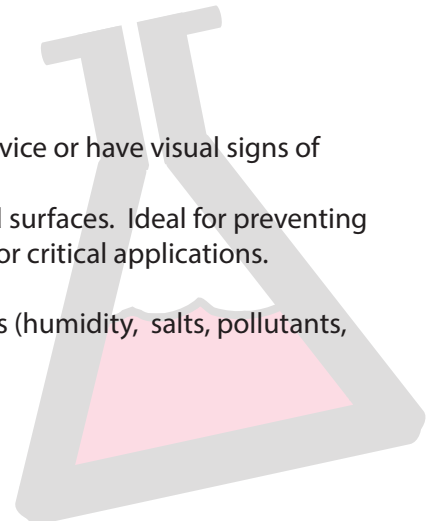 vice or have visual signs of
surfaces. Ideal for preventing
or critical applications.
s (humidity, salts, pollutants,